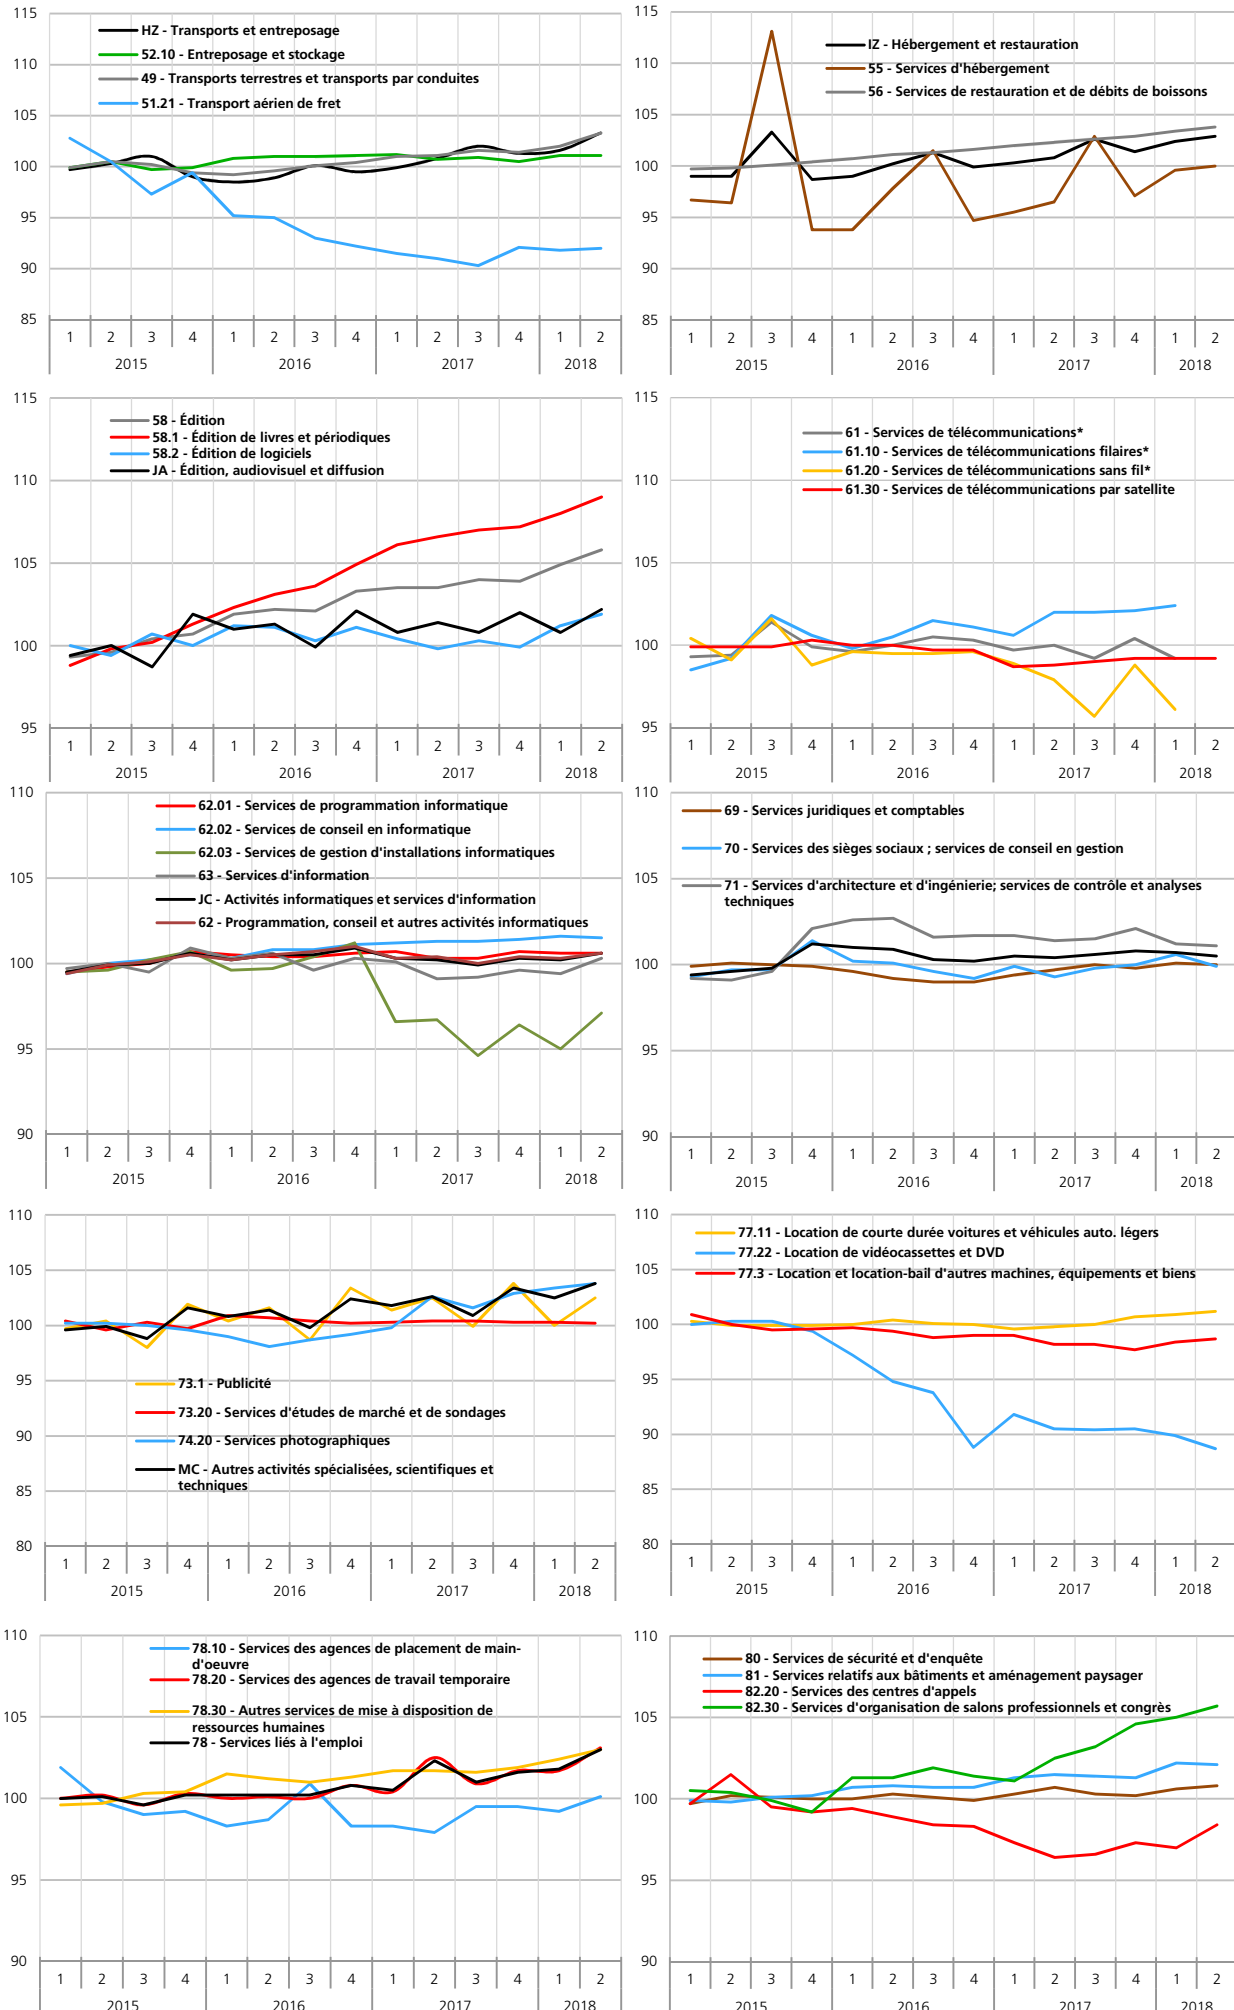 115
110
105
100
95
90
85
HZ - Transports et entreposage
52.10 - Entreposage et stockage
49 - Transports terrestres et transports par conduites
51.21 - Transport aérien de fret
1 2 3 4 1 2 3 4 1 2 3 4 1 2
2015 2016 2017 2018
115
110
105
100
95
90
85
IZ - Hébergement et restauration
55 - Services d'hébergement
56 - Services de restauration et de débits de boissons
1 2 3 4 1 2 3 4 1 2 3 4 1 2
2015 2016 2017 2018
115
110
105
100
95
58 - Édition
58.1 - Édition de livres et périodiques
58.2 - Édition de logiciels
JA - Édition, audiovisuel et diffusion
1 2 3 4 1 2 3 4 1 2 3 4 1 2
2015 2016 2017 2018
115
110
105
100
95
61 - Services de télécommunications*
61.10 - Services de télécommunications filaires*
61.20 - Services de télécommunications sans fil*
61.30 - Services de télécommunications par satellite
1 2 3 4 1 2 3 4 1 2 3 4 1 2
2015 2016 2017 2018
110
105
100
95
90
62.01 - Services de programmation informatique
62.02 - Services de conseil en informatique
62.03 - Services de gestion d'installations informatiques
63 - Services d'information
JC - Activités informatiques et services d'information
62 - Programmation, conseil et autres activités informatiques
1 2 3 4 1 2 3 4 1 2 3 4 1 2
2015 2016 2017 2018
110
105
100
95
90
69 - Services juridiques et comptables
70 - Services des sièges sociaux ; services de conseil en gestion
71 - Services d'architecture et d'ingénierie; services de contrôle et analyses
techniques
1 2 3 4 1 2 3 4 1 2 3 4 1 2
2015 2016 2017 2018
110
105
100
95
90
85
80
73.1 - Publicité
73.20 - Services d'études de marché et de sondages
74.20 - Services photographiques
MC - Autres activités spécialisées, scientifiques et
techniques
1 2 3 4 1 2 3 4 1 2 3 4 1 2
2015 2016 2017 2018
110
105
100
95
90
85
80
77.11 - Location de courte durée voitures et véhicules auto. légers
77.22 - Location de vidéocassettes et DVD
77.3 - Location et location-bail d'autres machines, équipements et biens
1 2 3 4 1 2 3 4 1 2 3 4 1 2
2015 2016 2017 2018
110
105
100
95
90
78.10 - Services des agences de placement de main-
d'oeuvre
78.20 - Services des agences de travail temporaire
78.30 - Autres services de mise à disposition de
ressources humaines
78 - Services liés à l'emploi
1 2 3 4 1 2 3 4 1 2 3 4 1 2
2015 2016 2017 2018
110
105
100
95
90
80 - Services de sécurité et d'enquête
81 - Services relatifs aux bâtiments et aménagement paysager
82.20 - Services des centres d'appels
82.30 - Services d'organisation de salons professionnels et congrès
1 2 3 4 1 2 3 4 1 2 3 4 1 2
2015 2016 2017 2018